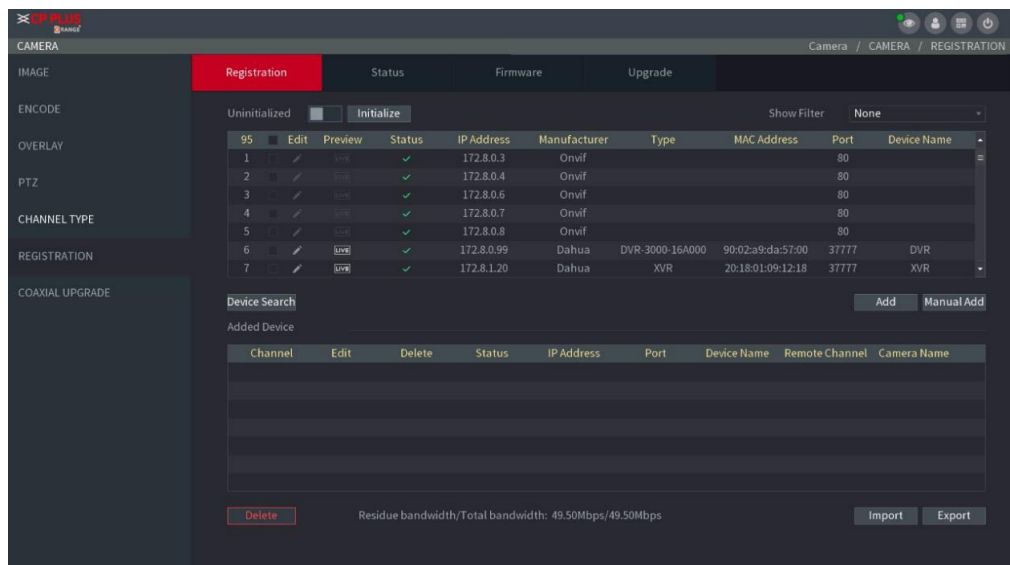 CP PLUS
ORANGE
CAMERA Camera / CAMERA / REGISTRATION
IMAGE
ENCODE
OVERLAY
PTZ
CHANNEL TYPE
REGISTRATION
COAXIAL UPGRADE
Registration Status Firmware Upgrade
Uninitialized Initialize Show Filter None
95 Edit Preview Status IP Address Manufacturer Type MAC Address Port Device Name
1 LIVE 172.8.0.3 Onvif 80
2 LIVE 172.8.0.4 Onvif 80
3 LIVE 172.8.0.6 Onvif 80
4 LIVE 172.8.0.7 Onvif 80
5 LIVE 172.8.0.8 Onvif 80
6 LIVE 172.8.0.99 Dahua DVR-3000-16A000 90:02:a9:da:57:00 37777 DVR
7 LIVE 172.8.1.20 Dahua XVR 20:18:01:09:12:18 37777 XVR
Device Search Add Manual Add
Added Device
Channel Edit Delete Status IP Address Port Device Name Remote Channel Camera Name
Delete Residue bandwidth/Total bandwidth: 49.50Mbps/49.50Mbps Import Export